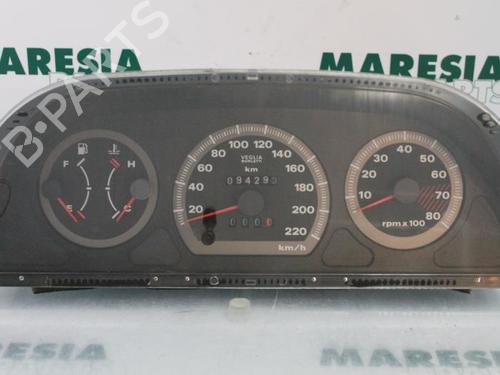 MARESIA
MARESIA
B-PARTS
80 100 120 140
60 160
40 180
20 200
220
VEGLIA
BORLETTI
km
094293
000
km/h
F H
E C
30 40 50
20 60
10 70
80
rpm x 100
MARESIA
MARESIA